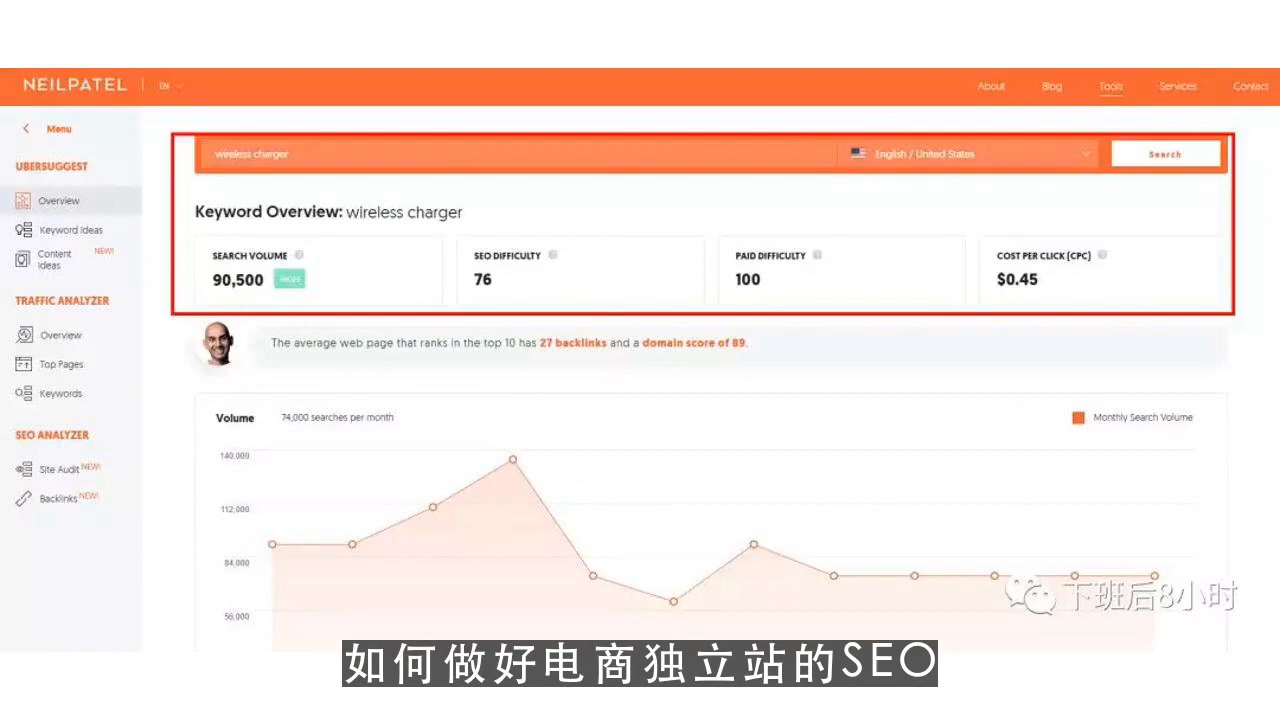 NEILPATEL EN About Blog Tools Services Contact
Menu
UBERSUGGEST
Overview
Keyword Ideas
Content Ideas NEW!
TRAFFIC ANALYZER
Overview
Top Pages
Keywords
SEO ANALYZER
Site Audit NEW!
Backlinks NEW!
wireless charger English / United States Search
Keyword Overview: wireless charger
SEARCH VOLUME
90,500
SEO DIFFICULTY
76
PAID DIFFICULTY
100
COST PER CLICK (CPC)
$0.45
The average web page that ranks in the top 10 has 27 backlinks and a domain score of 89.
Volume 74,000 searches per month Monthly Search Volume
140,000
112,000
84,000
56,000
下班后8小时
如何做好电商独立站的SEO